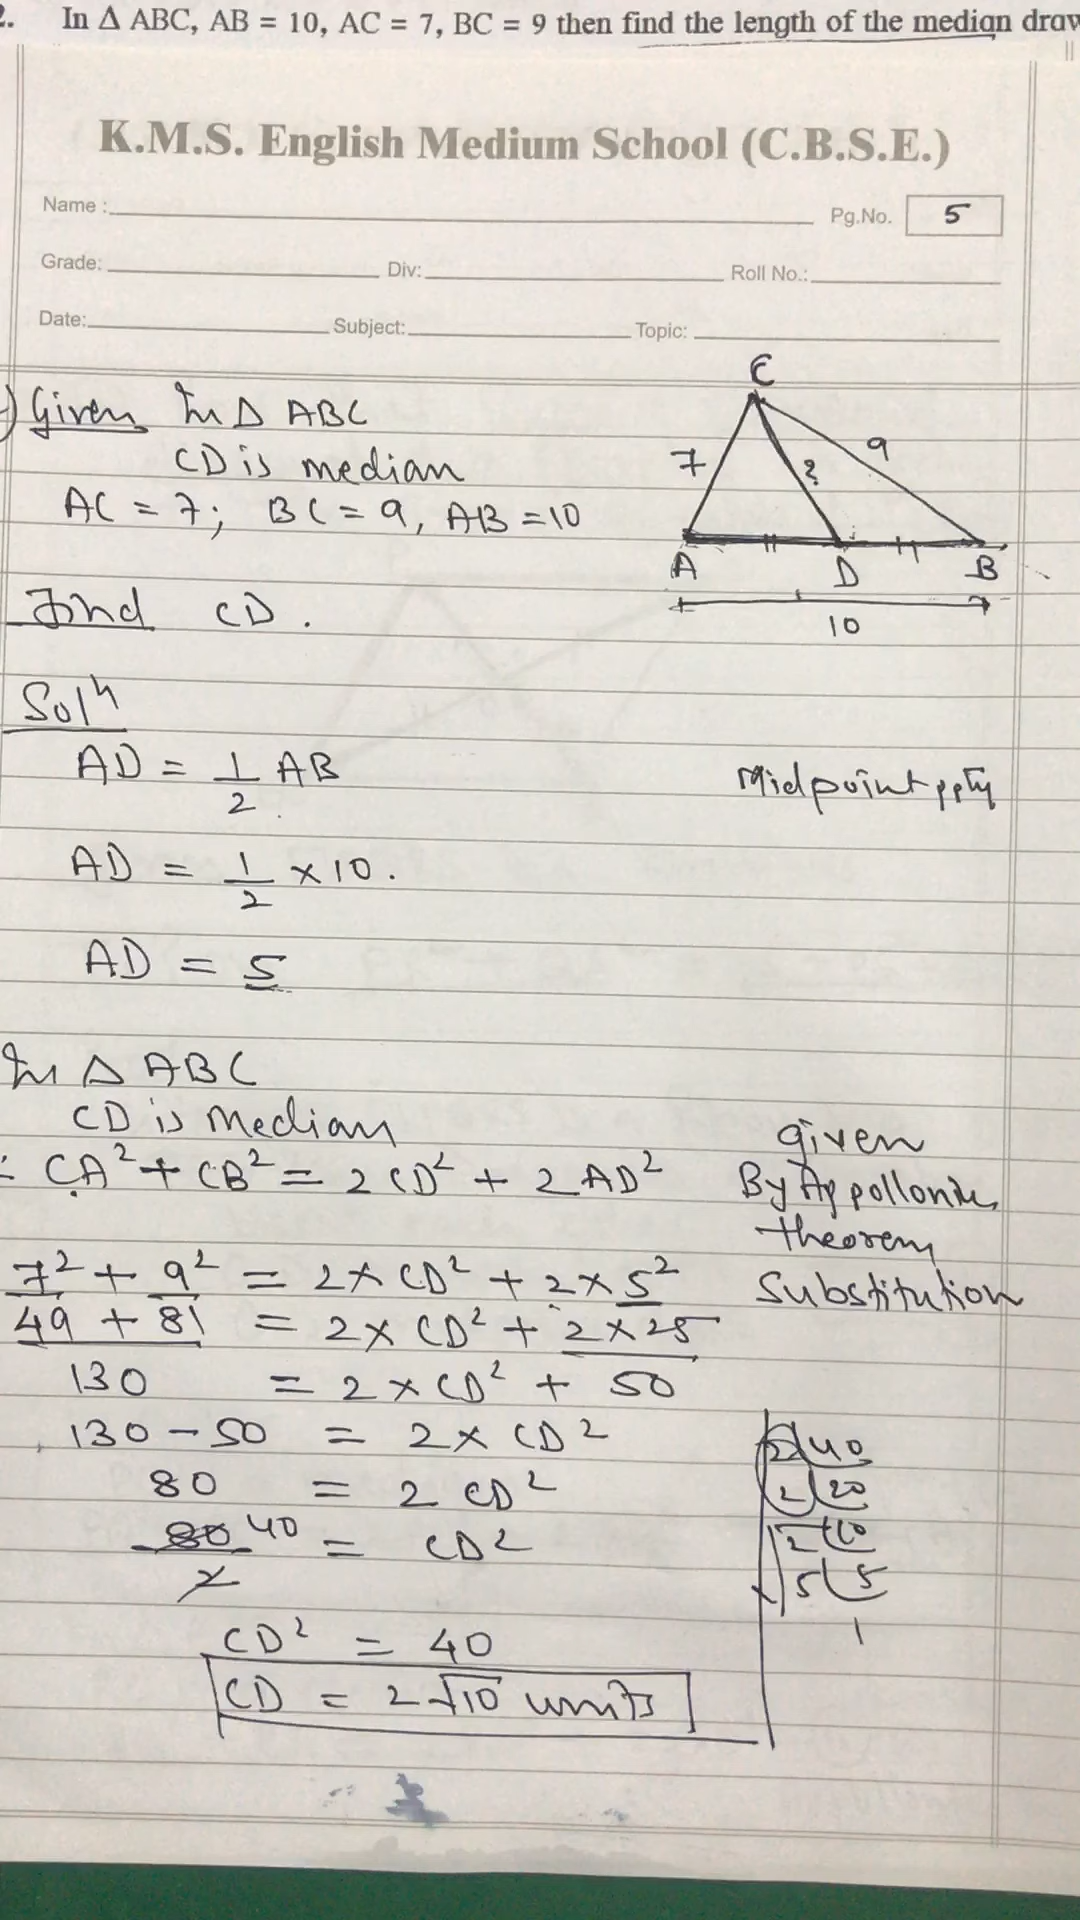 2. In Δ ABC, AB = 10, AC = 7, BC = 9 then find the length of the median
K.M.S. English Medium School (C.B.S.E.)
Name : Pg.No. 5
Grade: Div: Roll No.:
Date: Subject: Topic:
Given In Δ ABC
CD is median
AC = 7; BC = 9, AB = 10
C
7 ? 9
A D B
10
Find CD.
Solⁿ
AD = 1/2 AB Midpoint ppty
AD = 1/2 × 10.
AD = 5
In Δ ABC
CD is Median given
CA² + CB² = 2 CD² + 2 AD² By Appollonius
theorem
7² + 9² = 2 × CD² + 2 × 5² Substitution
49 + 81 = 2 × CD² + 2 × 25
130 = 2 × CD² + 50
130 - 50 = 2 × CD²
80 = 2 CD²
80/2 40 = CD²
CD² = 40
CD = 2√10 units
2 40
2 20
2 10
5 5
1